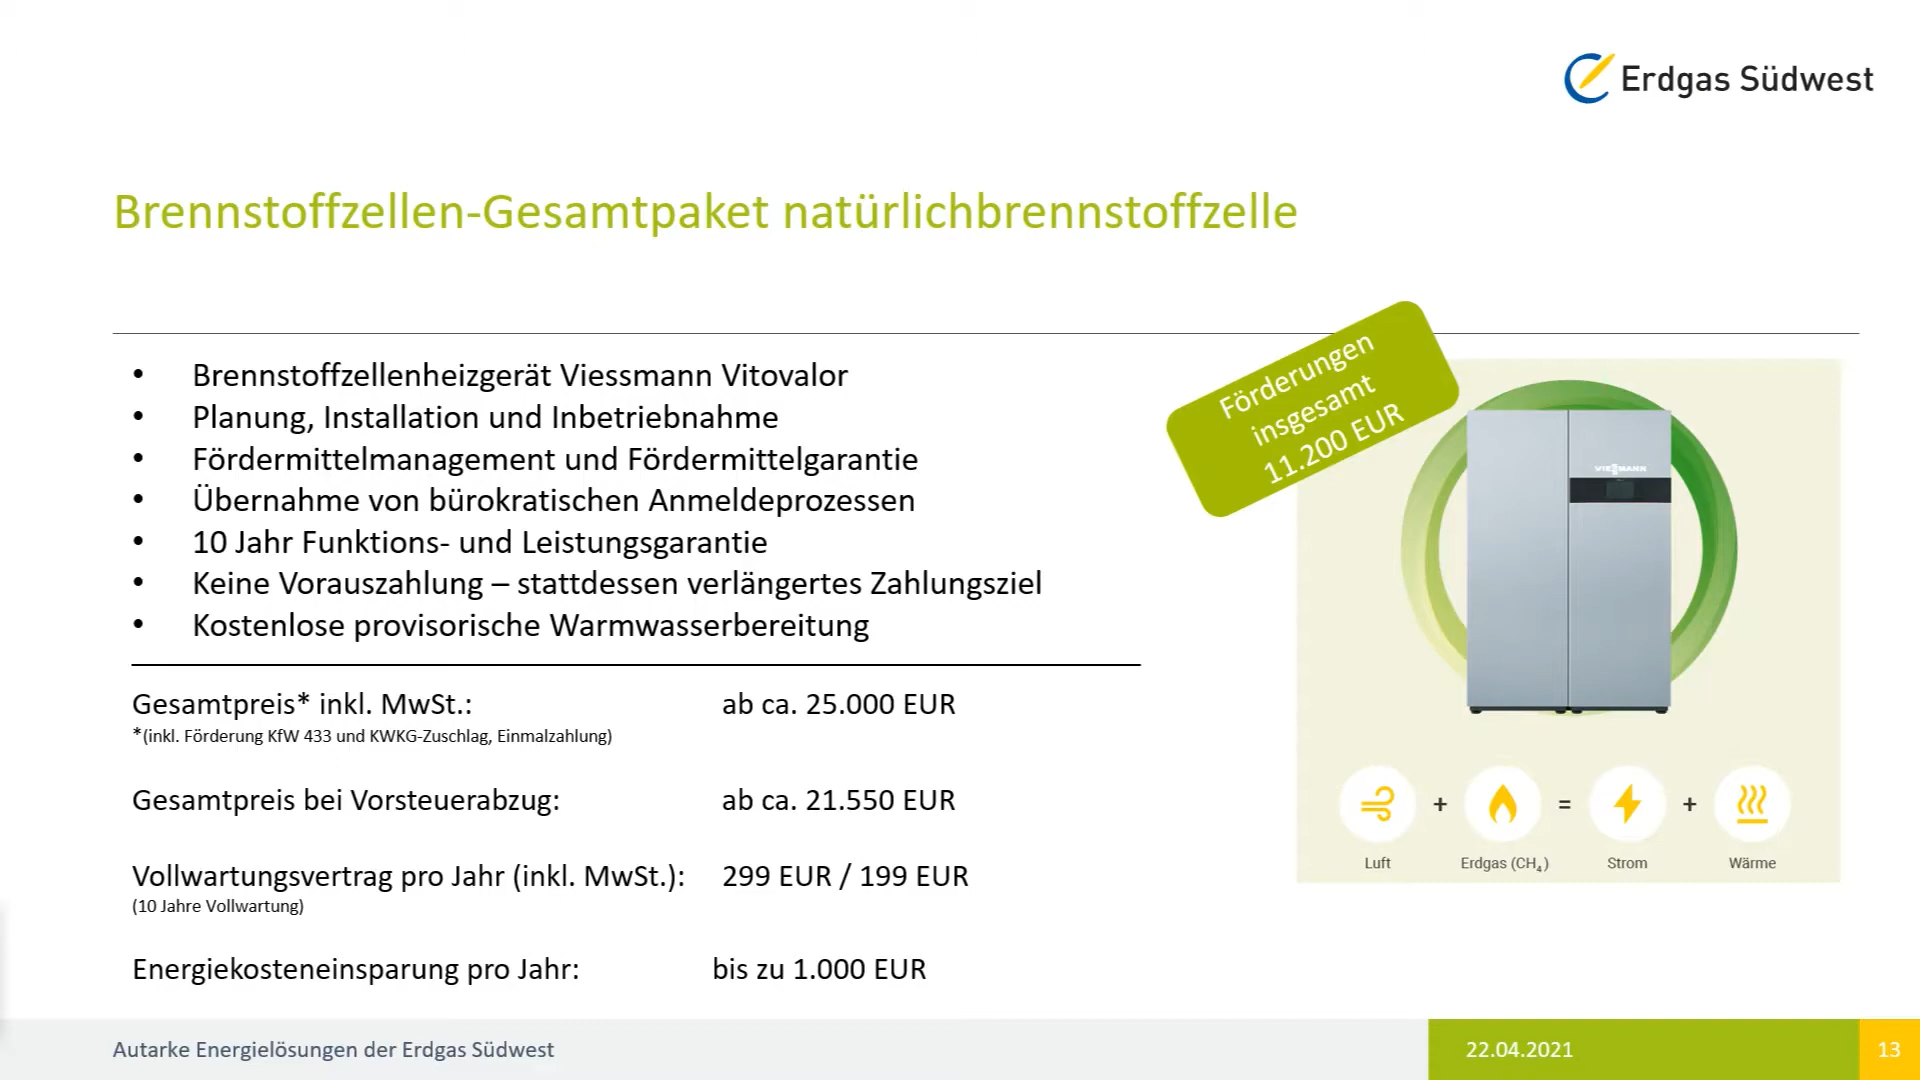 Erdgas Südwest
Brennstoffzellen-Gesamtpaket natürlichbrennstoffzelle
• Brennstoffzellenheizgerät Viessmann Vitovalor
• Planung, Installation und Inbetriebnahme
• Fördermittelmanagement und Fördermittelgarantie
• Übernahme von bürokratischen Anmeldeprozessen
• 10 Jahr Funktions- und Leistungsgarantie
• Keine Vorauszahlung – stattdessen verlängertes Zahlungsziel
• Kostenlose provisorische Warmwasserbereitung
Gesamtpreis* inkl. MwSt.: ab ca. 25.000 EUR
*(inkl. Förderung KfW 433 und KWKG-Zuschlag, Einmalzahlung)
Gesamtpreis bei Vorsteuerabzug: ab ca. 21.550 EUR
Vollwartungsvertrag pro Jahr (inkl. MwSt.): 299 EUR / 199 EUR
(10 Jahre Vollwartung)
Energiekosteneinsparung pro Jahr: bis zu 1.000 EUR
Förderungen
insgesamt
11.200 EUR
VIESMANN
+ = +
Luft Erdgas (CH₄) Strom Wärme
Autarke Energielösungen der Erdgas Südwest 22.04.2021 13